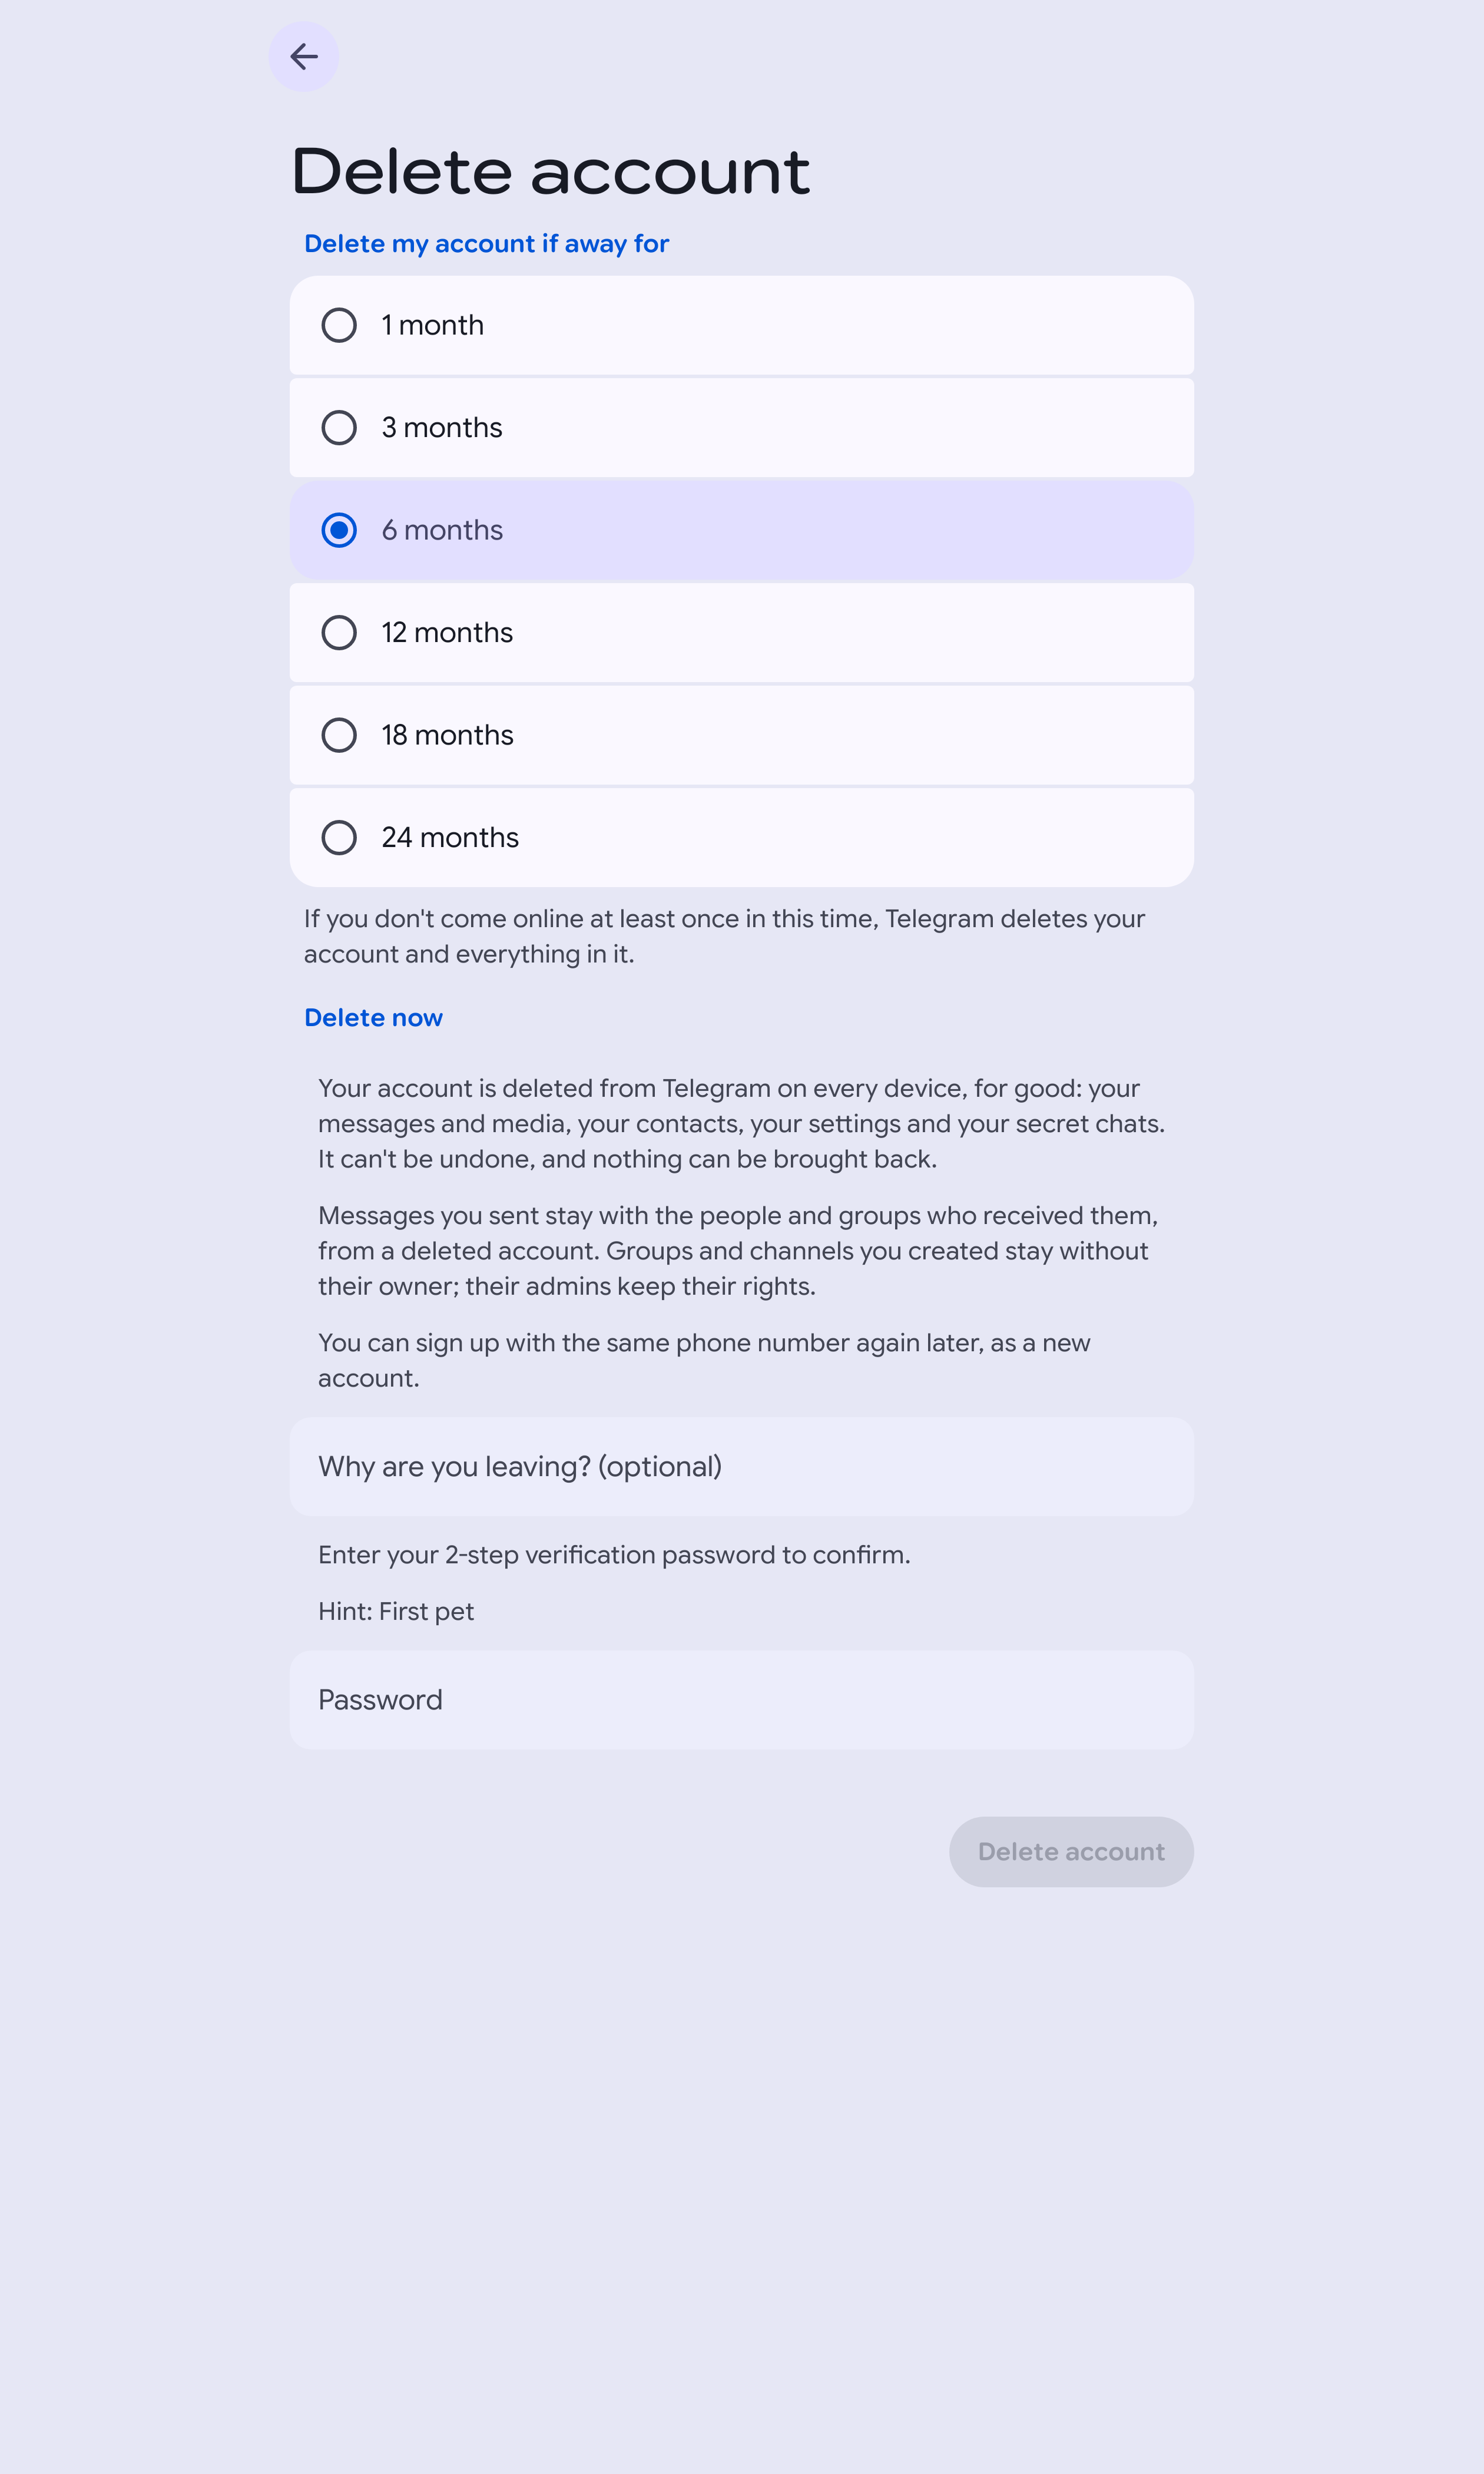 Delete account
Delete my account if away for
1 month
3 months
6 months
12 months
18 months
24 months
If you don't come online at least once in this time, Telegram deletes your
account and everything in it.
Delete now
Your account is deleted from Telegram on every device, for good: your
messages and media, your contacts, your settings and your secret chats.
It can't be undone, and nothing can be brought back.
Messages you sent stay with the people and groups who received them,
from a deleted account. Groups and channels you created stay without
their owner; their admins keep their rights.
You can sign up with the same phone number again later, as a new
account.
Why are you leaving? (optional)
Enter your 2-step verification password to confirm.
Hint: First pet
Password
Delete account